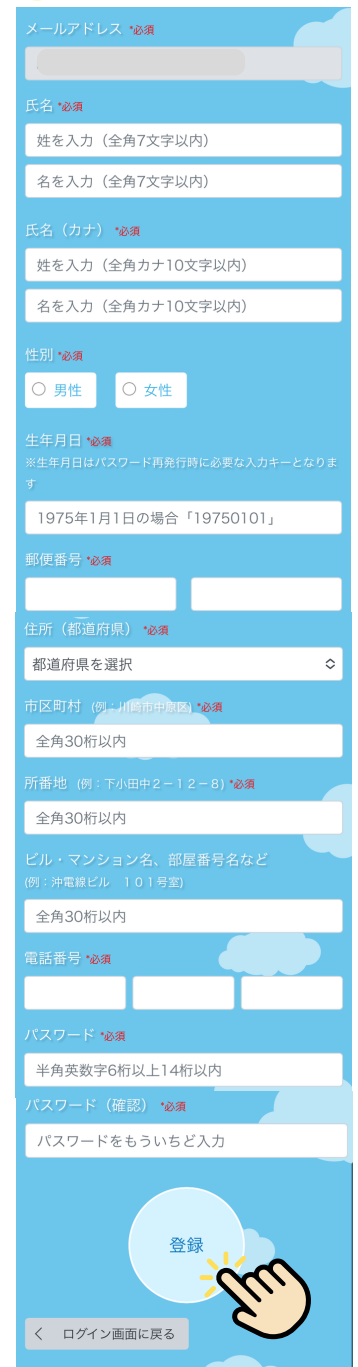 メールアドレス *必須
氏名 *必須
姓を入力（全角7文字以内）
名を入力（全角7文字以内）
氏名（カナ） *必須
姓を入力（全角カナ10文字以内）
名を入力（全角カナ10文字以内）
性別 *必須
男性 女性
生年月日 *必須
※生年月日はパスワード再発行時に必要な入力キーとなりま
す
1975年1月1日の場合「19750101」
郵便番号 *必須
住所（都道府県） *必須
都道府県を選択
市区町村 (例：川崎市中原区) *必須
全角30桁以内
所番地 (例：下小田中２－１２－８) *必須
全角30桁以内
ビル・マンション名、部屋番号名など
(例：沖電線ビル　１０１号室)
全角30桁以内
電話番号 *必須
パスワード *必須
半角英数字6桁以上14桁以内
パスワード（確認） *必須
パスワードをもういちど入力
登録
ログイン画面に戻る